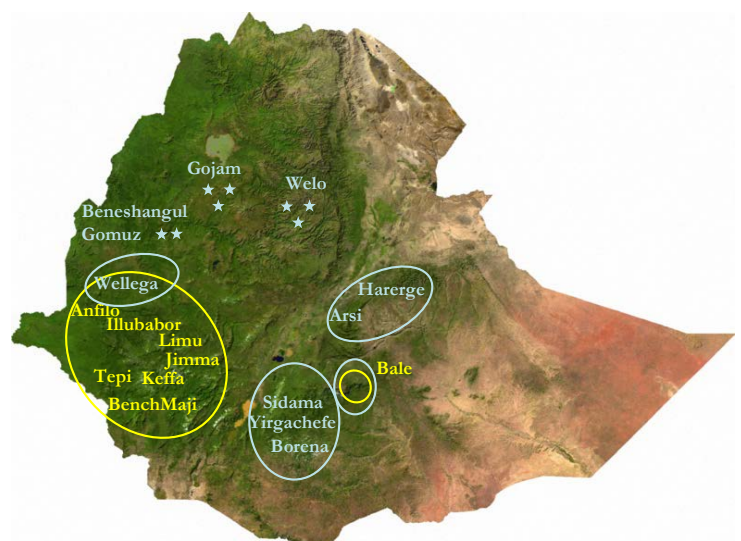 Gojam
Welo
Beneshangul
Gomuz
Wellega
Harerge
Anfilo
Arsi
Illubabor
Limu
Jimma
Bale
Tepi
Keffa
BenchMaji
Sidama
Yirgachefe
Borena